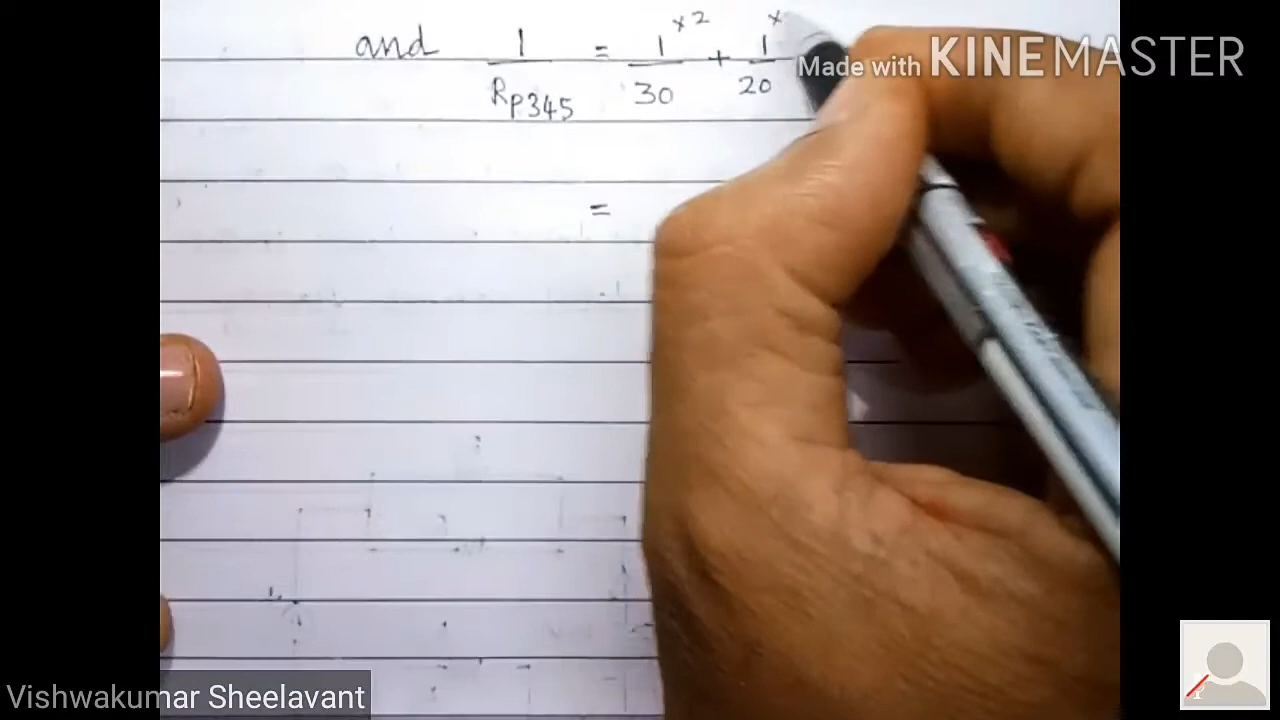 and 1/R_P345 = 1^×2/30 + 1^×/20
=
Made with KINEMASTER
Vishwakumar Sheelavant